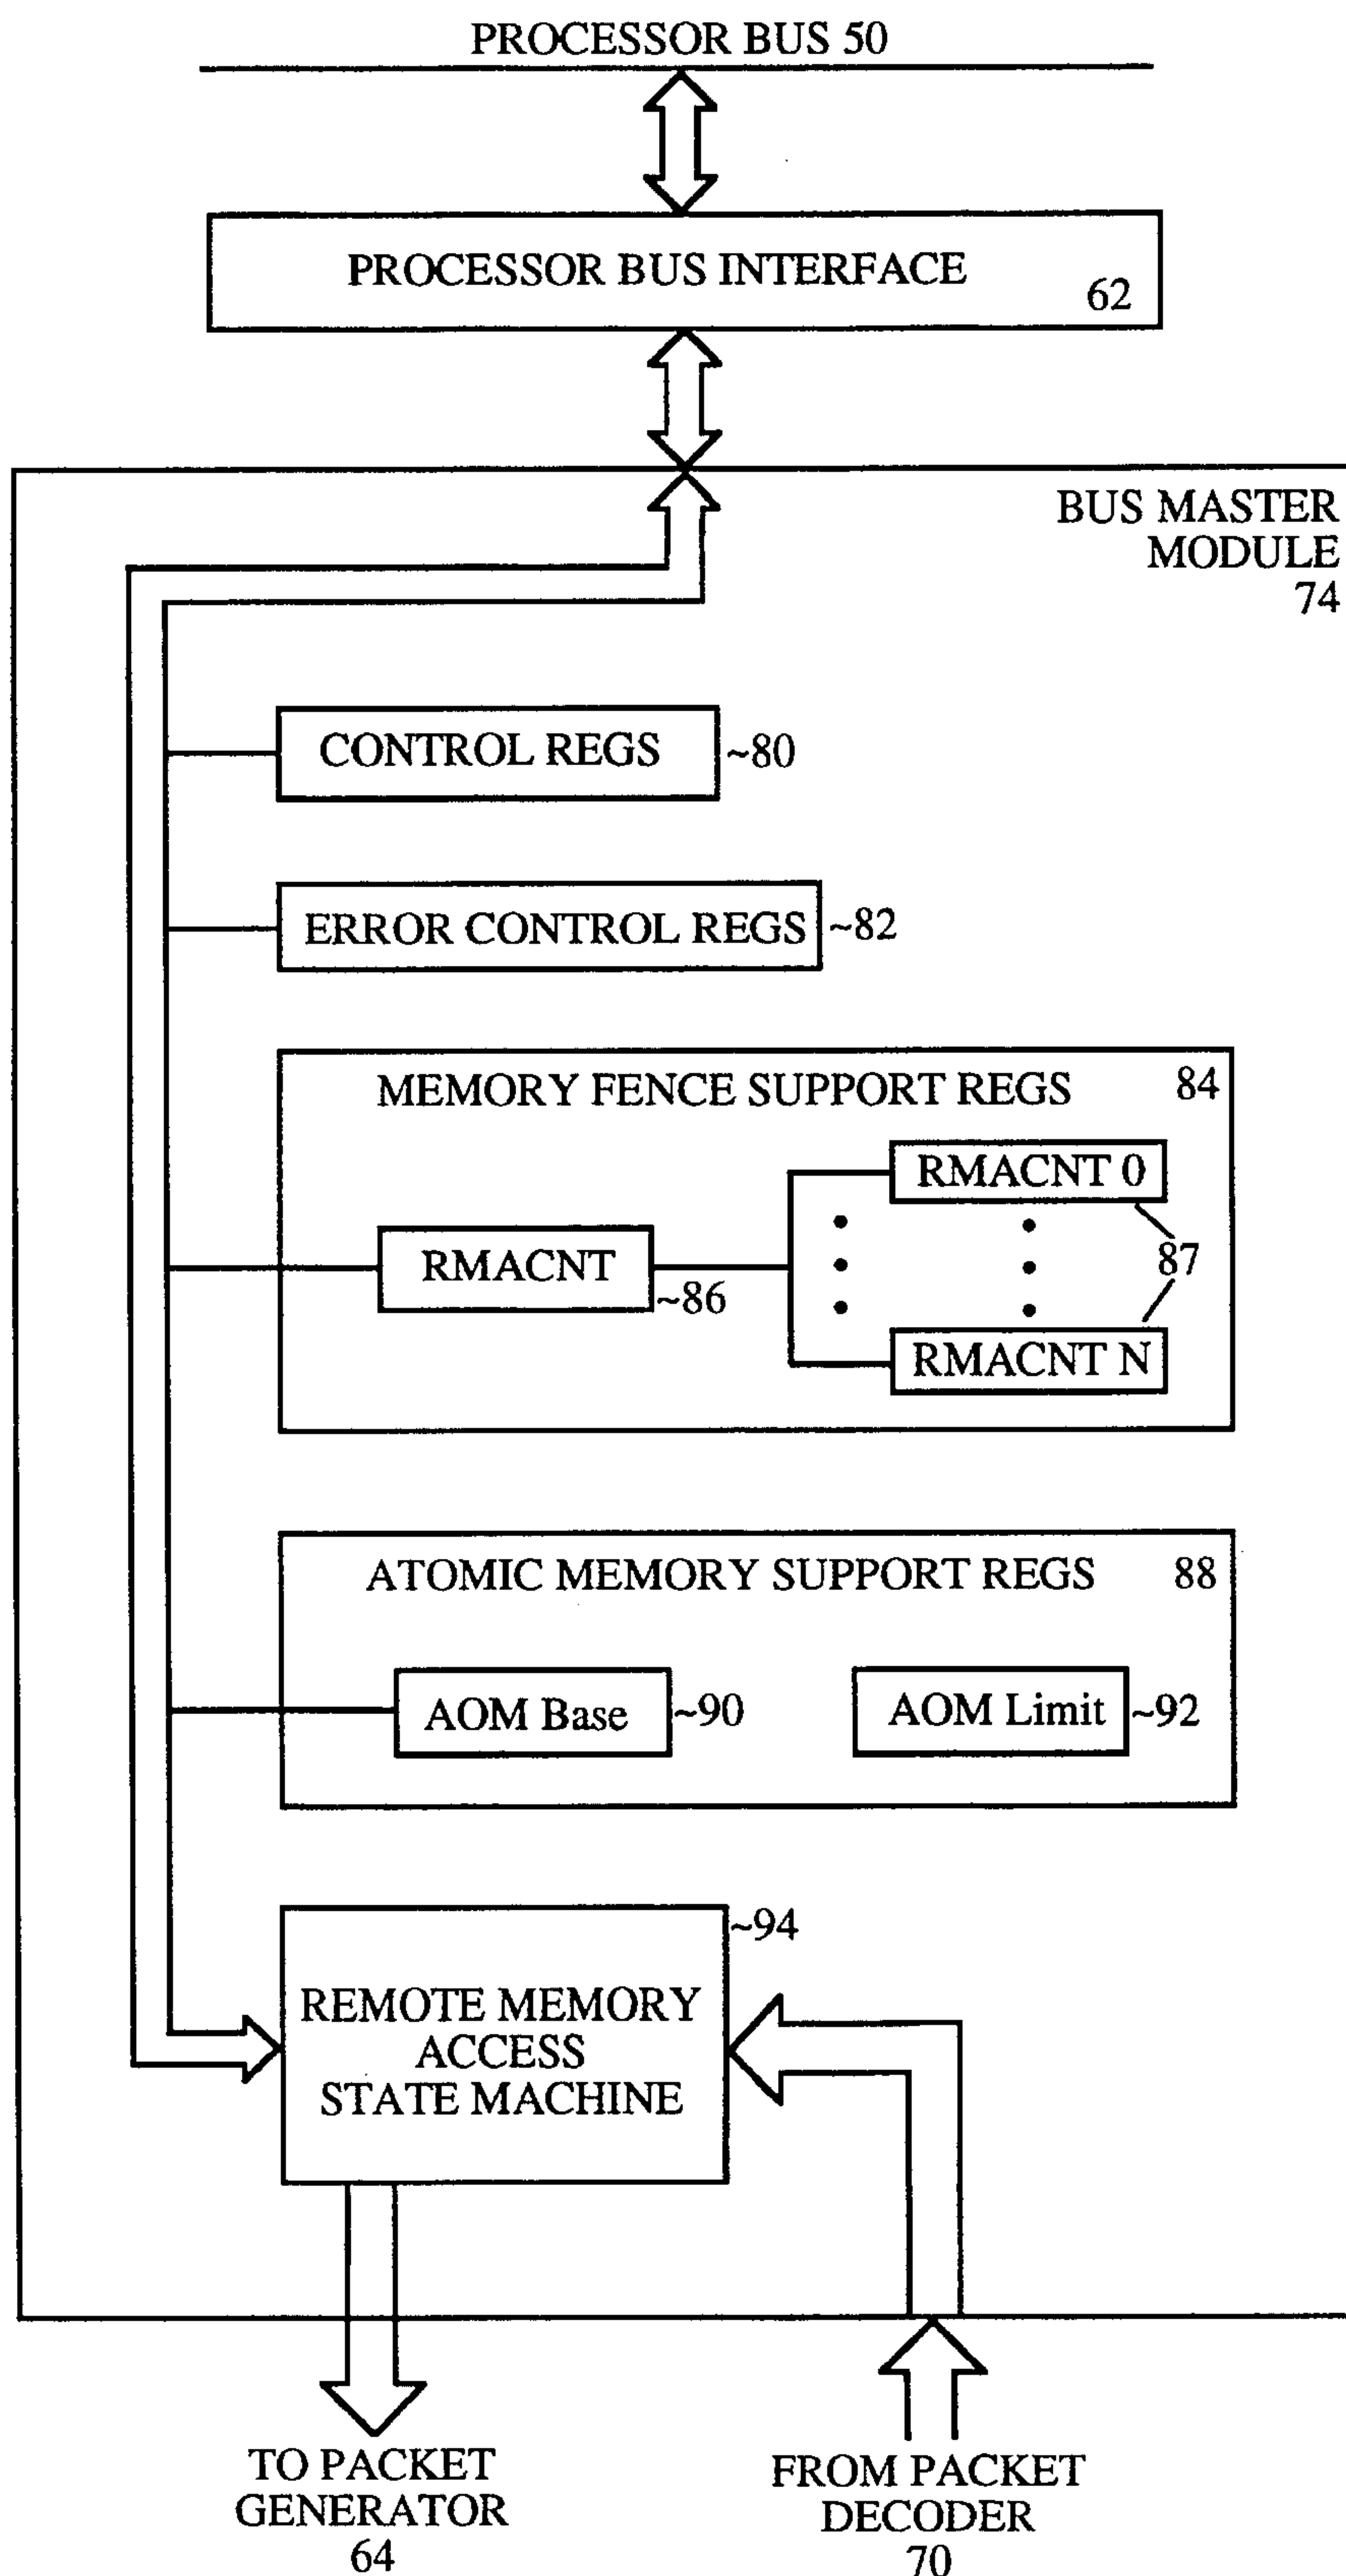 PROCESSOR BUS 50
PROCESSOR BUS INTERFACE
62
BUS MASTER
MODULE
74
CONTROL REGS
~80
ERROR CONTROL REGS
~82
MEMORY FENCE SUPPORT REGS
84
RMACNT 0
RMACNT
~86
87
RMACNT N
ATOMIC MEMORY SUPPORT REGS
88
AOM Base
~90
AOM Limit
~92
~94
REMOTE MEMORY
ACCESS
STATE MACHINE
TO PACKET
GENERATOR
64
FROM PACKET
DECODER
70